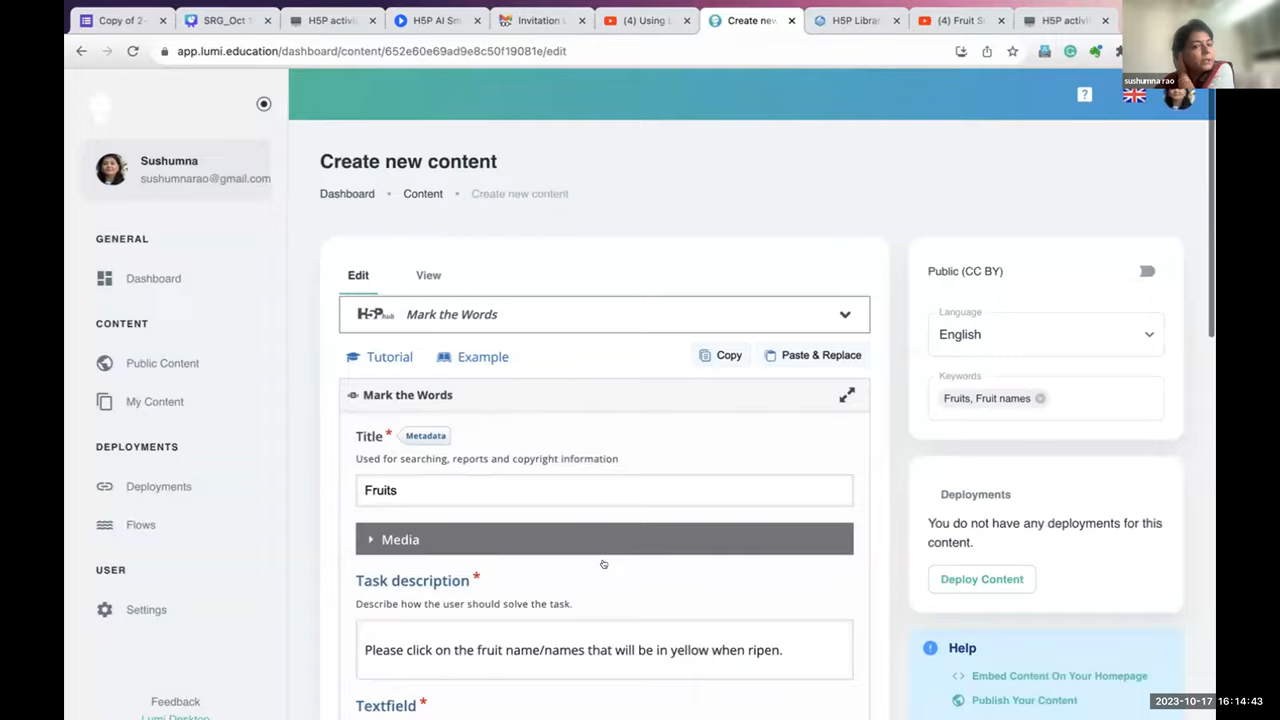 Copy of 2-
SRG_Oct 1
H5P activi
H5P AI Sm
Invitation L
(4) Using L
Create new
H5P Librar
(4) Fruit S
H5P activi
app.lumi.education/dashboard/content/652e60e69ad9e8c50f19081e/edit
sushumna rao
?
Sushumna
sushumnarao@gmail.com
GENERAL
Dashboard
CONTENT
Public Content
My Content
DEPLOYMENTS
Deployments
Flows
USER
Settings
Feedback
Lumi Desktop
Create new content
Dashboard • Content • Create new content
Edit View
H5P hub Mark the Words
Tutorial Example Copy Paste & Replace
Mark the Words
Title * Metadata
Used for searching, reports and copyright information
Fruits
Media
Task description *
Describe how the user should solve the task.
Please click on the fruit name/names that will be in yellow when ripen.
Textfield *
Public (CC BY)
Language
English
Keywords
Fruits, Fruit names
Deployments
You do not have any deployments for this
content.
Deploy Content
Help
Embed Content On Your Homepage
Publish Your Content
2023-10-17 16:14:43